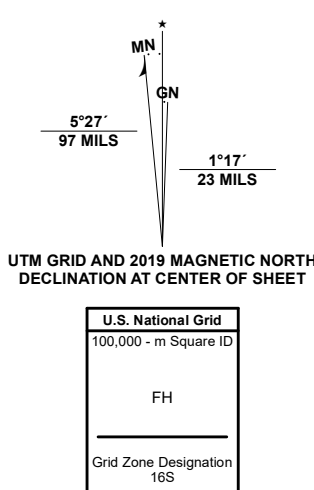 MN
GN
5°27´
97 MILS
1°17´
23 MILS
UTM GRID AND 2019 MAGNETIC NORTH
DECLINATION AT CENTER OF SHEET
U.S. National Grid
100,000 - m Square ID
FH
Grid Zone Designation
16S